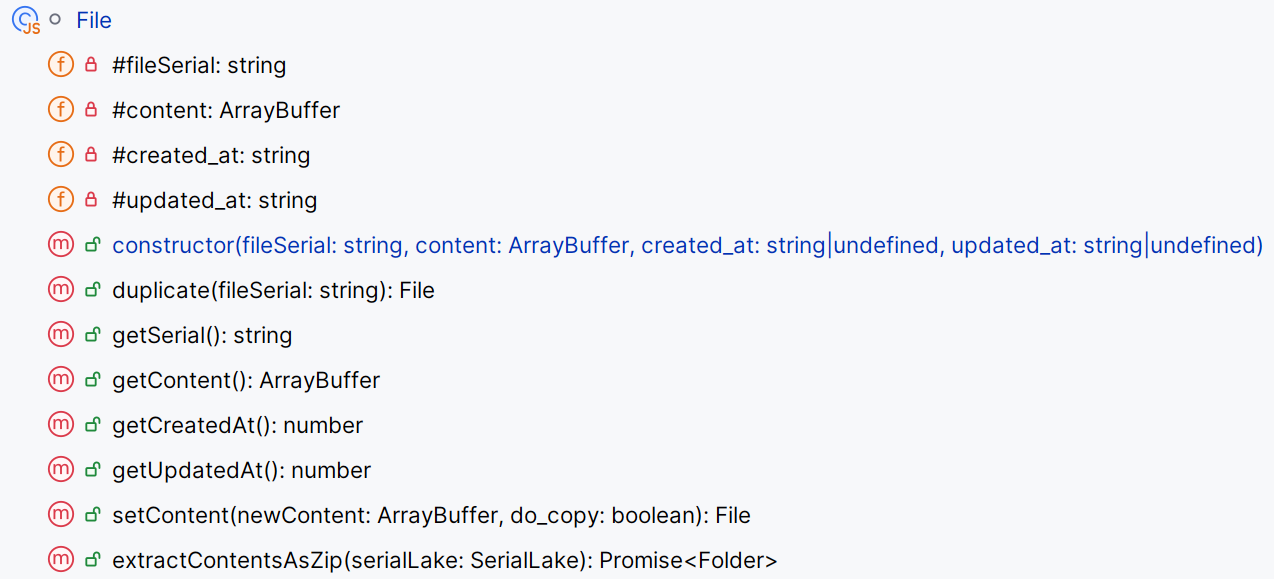 File
#fileSerial: string
#content: ArrayBuffer
#created_at: string
#updated_at: string
constructor(fileSerial: string, content: ArrayBuffer, created_at: string|undefined, updated_at: string|undefined)
duplicate(fileSerial: string): File
getSerial(): string
getContent(): ArrayBuffer
getCreatedAt(): number
getUpdatedAt(): number
setContent(newContent: ArrayBuffer, do_copy: boolean): File
extractContentsAsZip(serialLake: SerialLake): Promise<Folder>